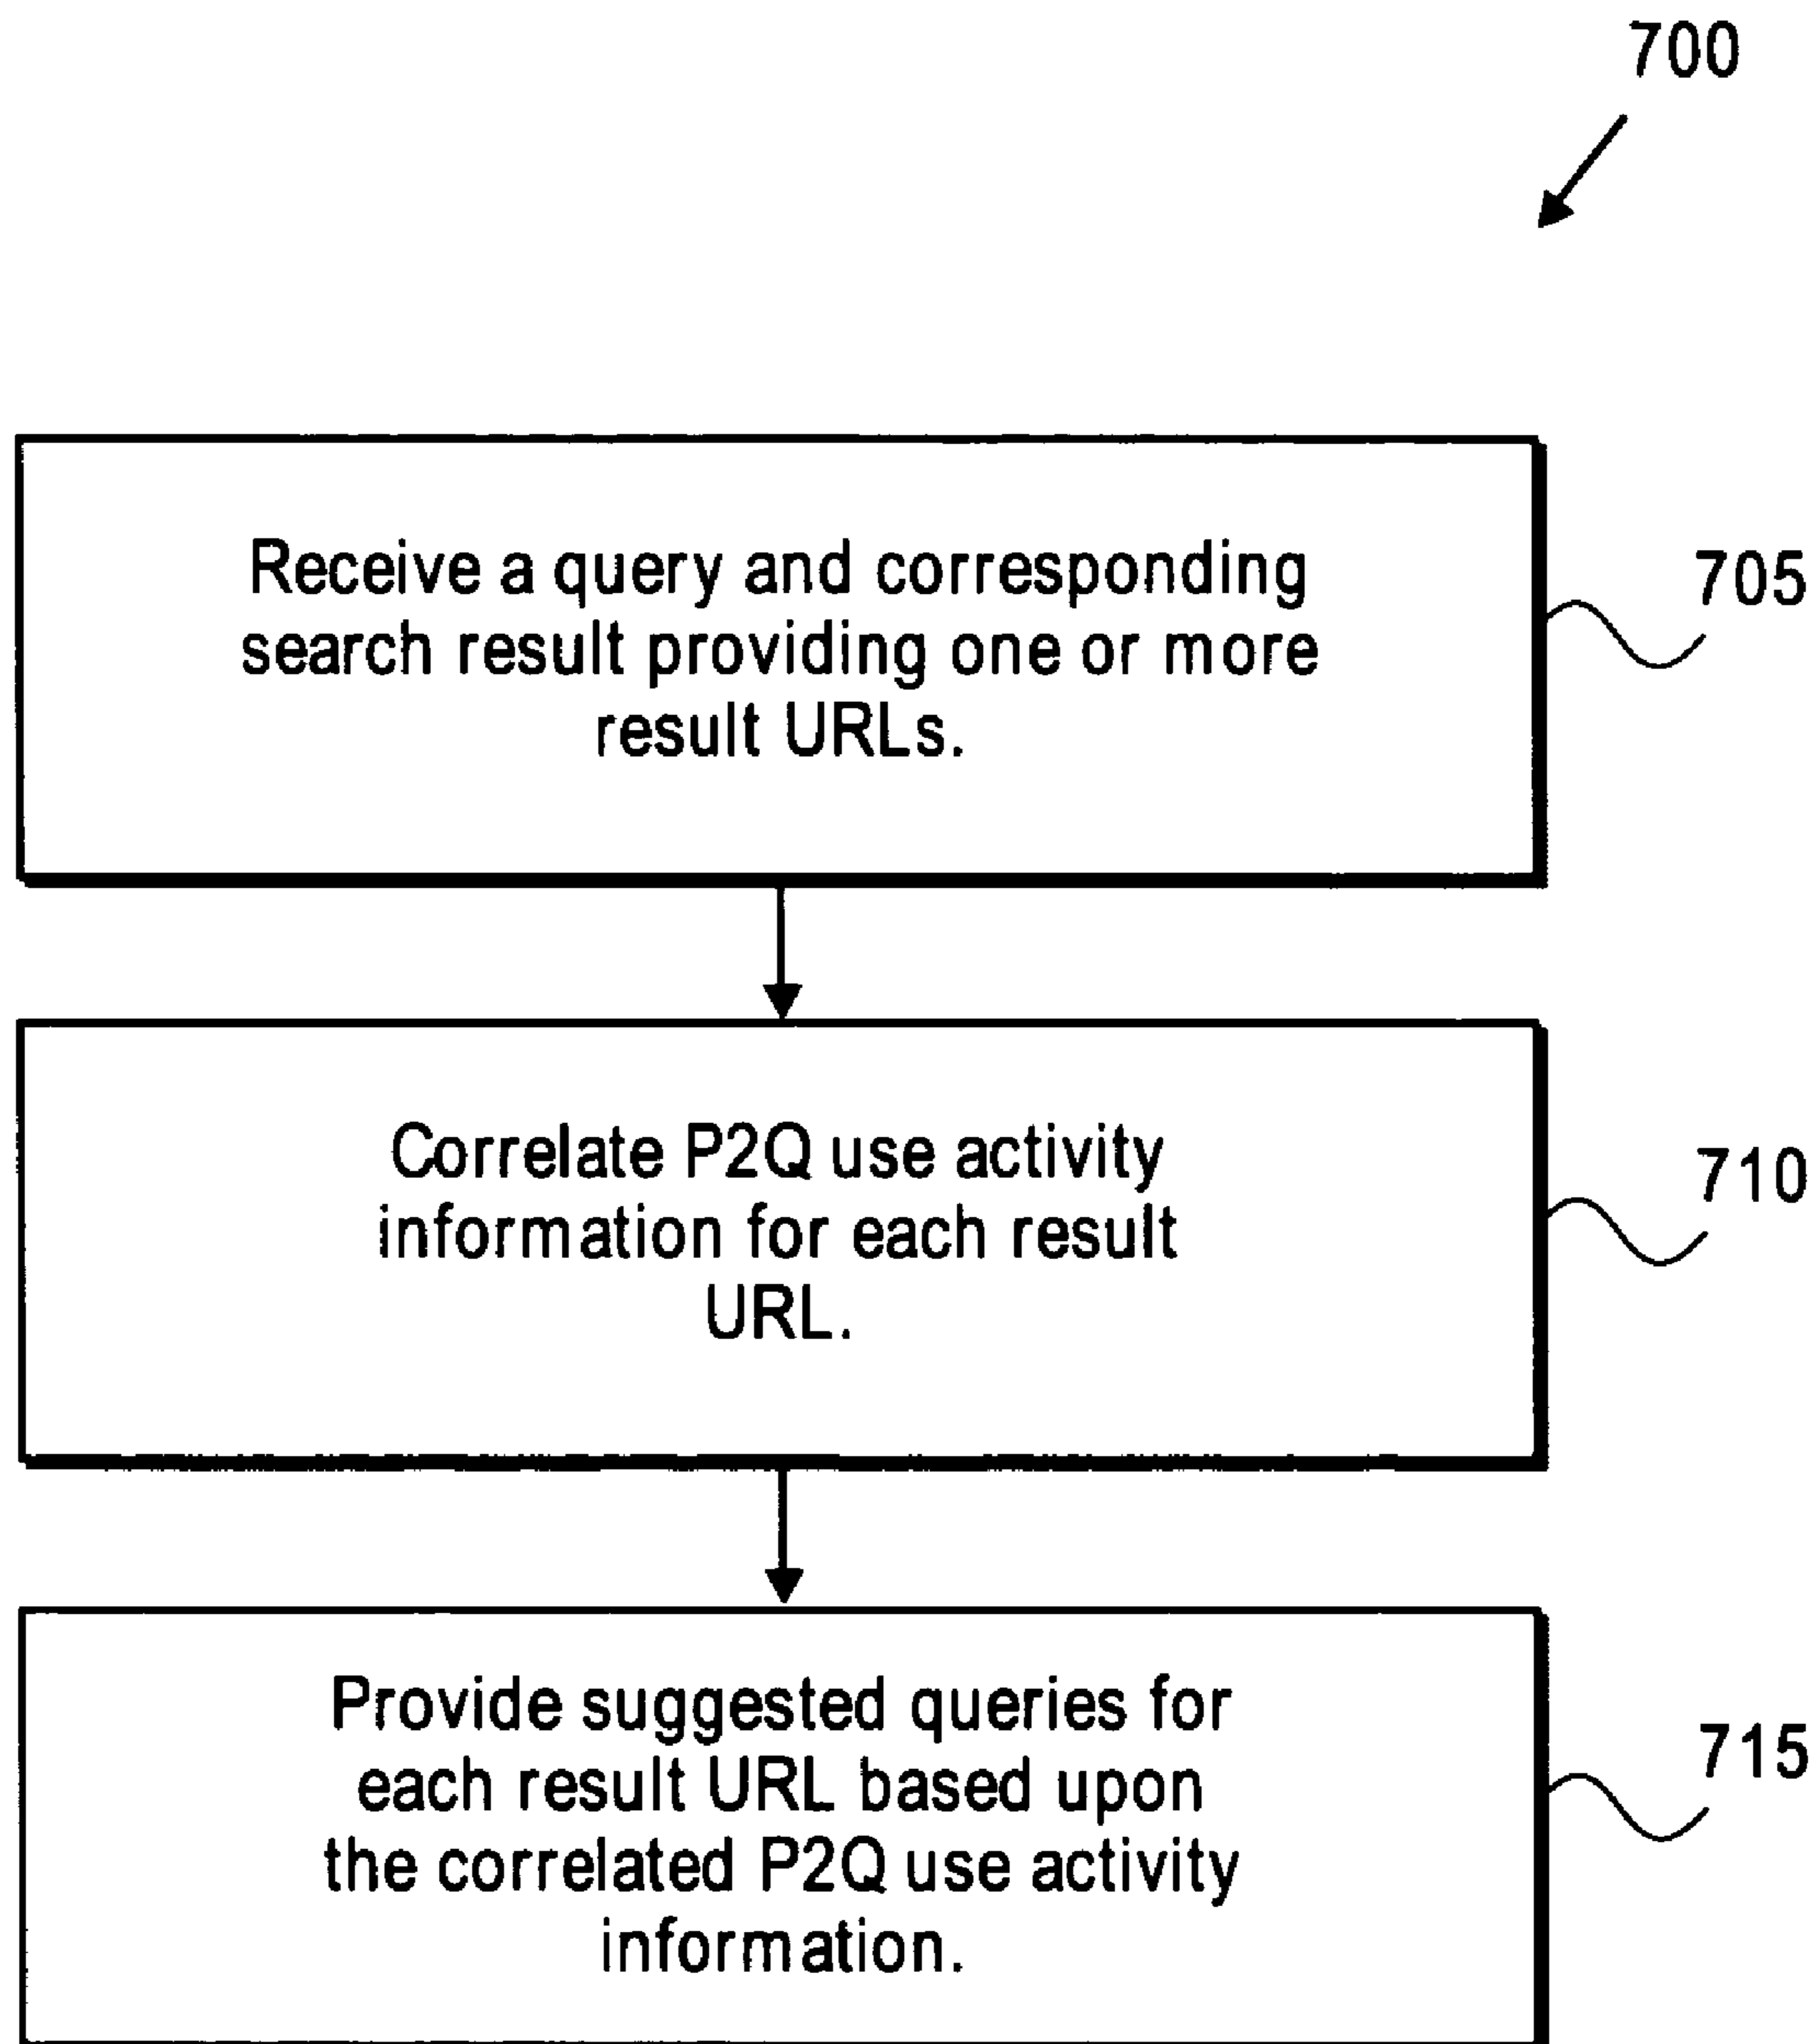 700
Receive a query and corresponding
search result providing one or more
result URLs.
705
Correlate P2Q use activity
information for each result
URL.
710
Provide suggested queries for
each result URL based upon
the correlated P2Q use activity
information.
715